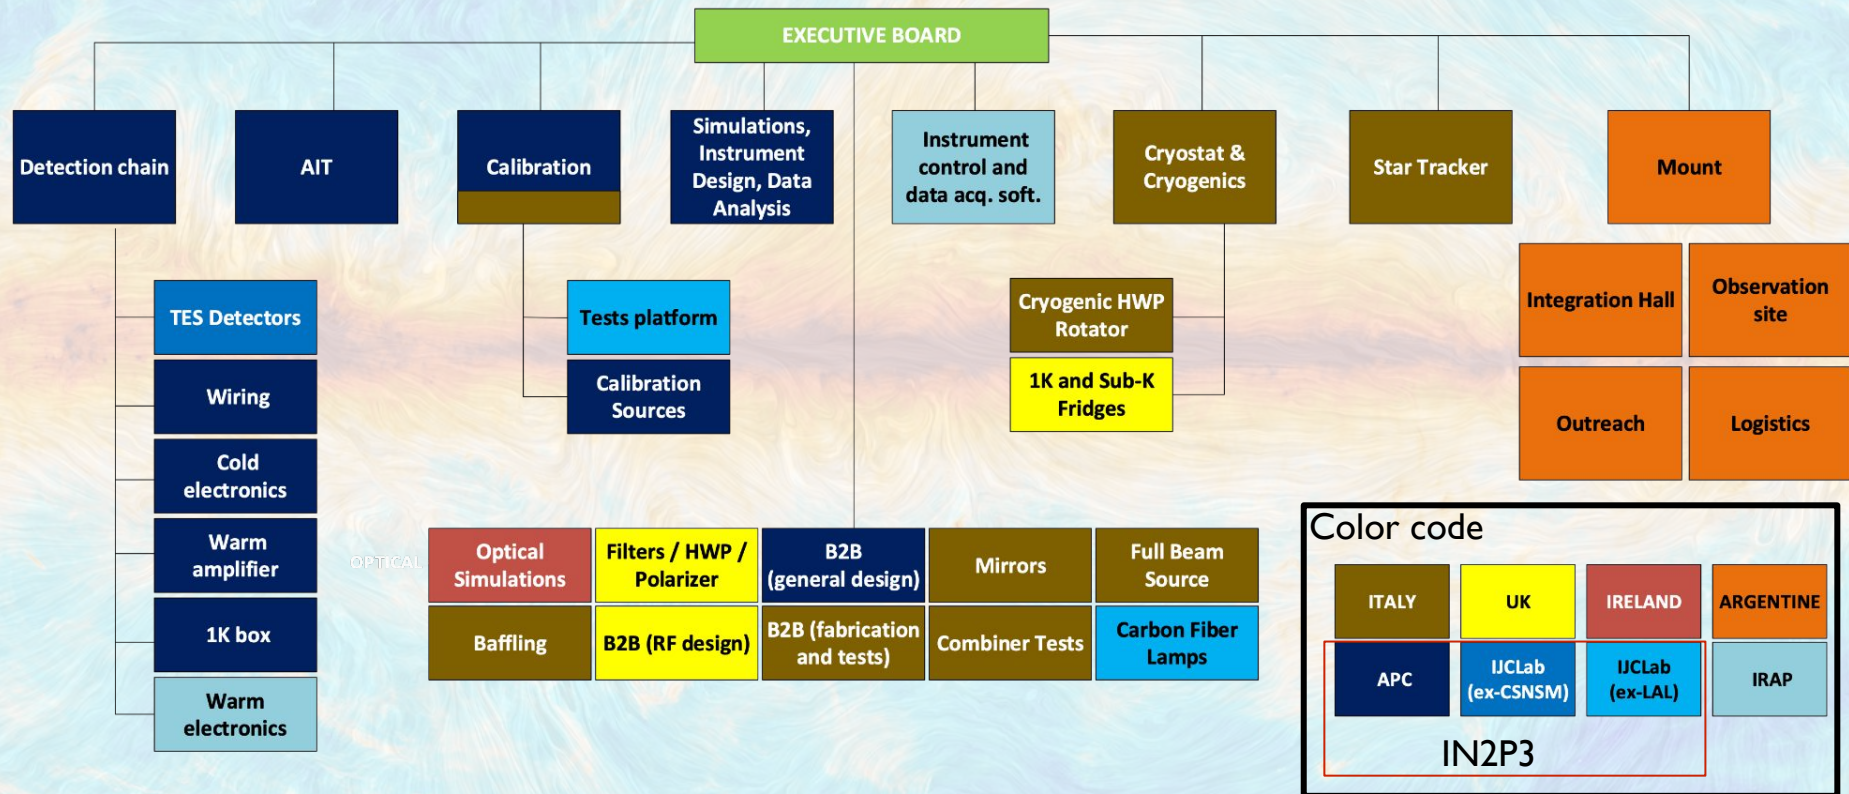 EXECUTIVE BOARD
Detection chain
AIT
Calibration
Simulations,
Instrument
Design, Data
Analysis
Instrument
control and
data acq. soft.
Cryostat &
Cryogenics
Star Tracker
Mount
TES Detectors
Wiring
Cold
electronics
Warm
amplifier
1K box
Warm
electronics
Tests platform
Calibration
Sources
Cryogenic HWP
Rotator
1K and Sub-K
Fridges
Integration Hall
Observation
site
Outreach
Logistics
OPTICAL
Optical
Simulations
Filters / HWP /
Polarizer
B2B
(general design)
Mirrors
Full Beam
Source
Baffling
B2B (RF design)
B2B (fabrication
and tests)
Combiner Tests
Carbon Fiber
Lamps
Color code
ITALY
UK
IRELAND
ARGENTINE
APC
IJCLab
(ex-CSNSM)
IJCLab
(ex-LAL)
IRAP
IN2P3